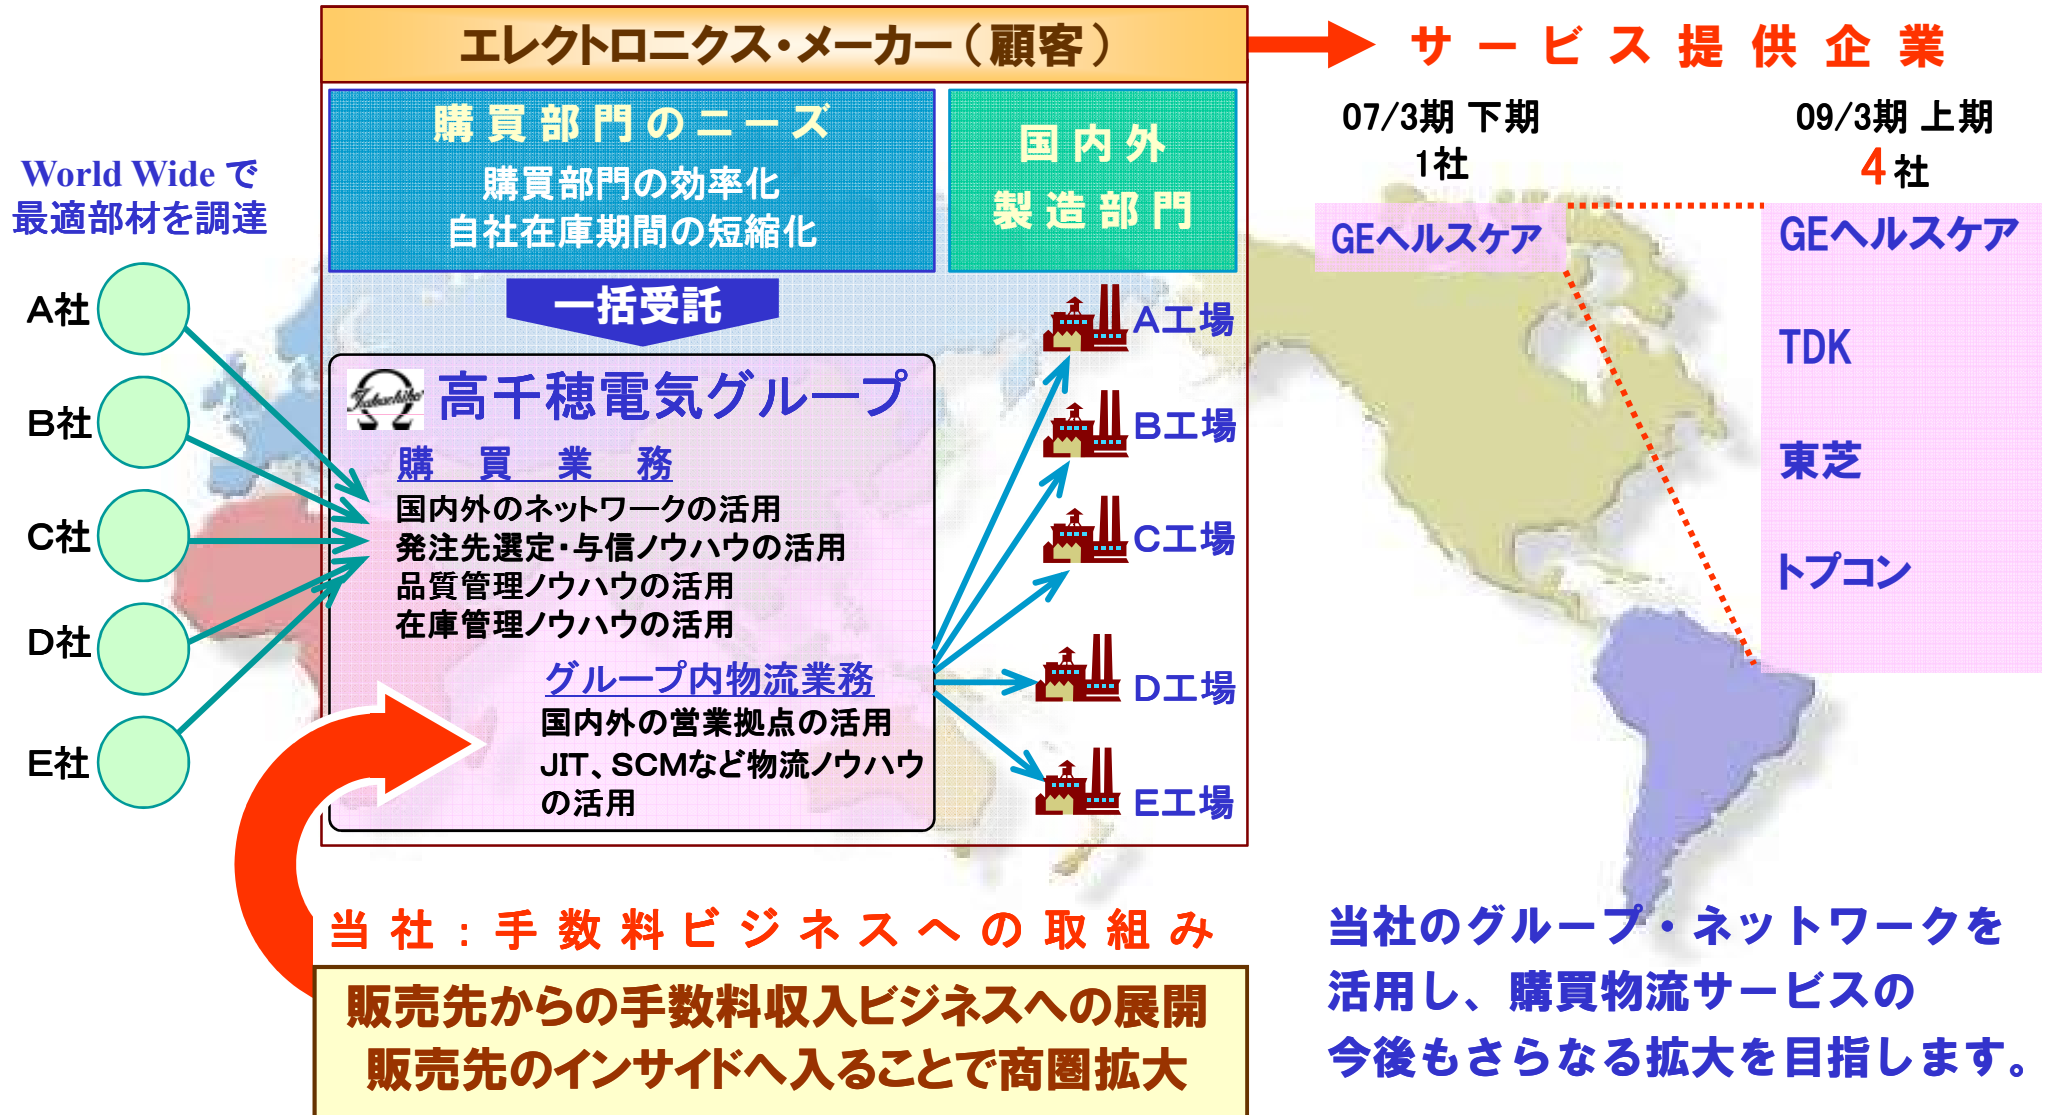 エレクトロニクス・メーカー（顧客）
サービス提供企業
購買部門のニーズ
購買部門の効率化
自社在庫期間の短縮化
国内外
製造部門
07/3期 下期
1社
09/3期 上期
4社
World Wide で
最適部材を調達
GEヘルスケア
GEヘルスケア
TDK
東芝
トプコン
一括受託
A社
B社
C社
D社
E社
Takachiho
高千穂電気グループ
購買業務
国内外のネットワークの活用
発注先選定・与信ノウハウの活用
品質管理ノウハウの活用
在庫管理ノウハウの活用
グループ内物流業務
国内外の営業拠点の活用
JIT、SCMなど物流ノウハウ
の活用
A工場
B工場
C工場
D工場
E工場
当社：手数料ビジネスへの取組み
販売先からの手数料収入ビジネスへの展開
販売先のインサイドへ入ることで商圏拡大
当社のグループ・ネットワークを
活用し、購買物流サービスの
今後もさらなる拡大を目指します。